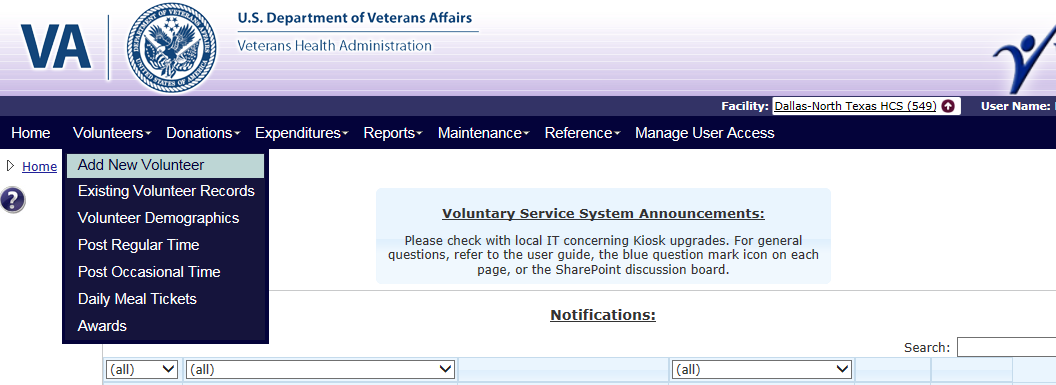 VA
U.S. Department of Veterans Affairs
Veterans Health Administration
Facility: Dallas-North Texas HCS (549) User Name:
Home Volunteers Donations Expenditures Reports Maintenance Reference Manage User Access
Home
Add New Volunteer
Existing Volunteer Records
Volunteer Demographics
Post Regular Time
Post Occasional Time
Daily Meal Tickets
Awards
?
Voluntary Service System Announcements:
Please check with local IT concerning Kiosk upgrades. For general
questions, refer to the user guide, the blue question mark icon on each
page, or the SharePoint discussion board.
Notifications:
Search:
(all) (all) (all)